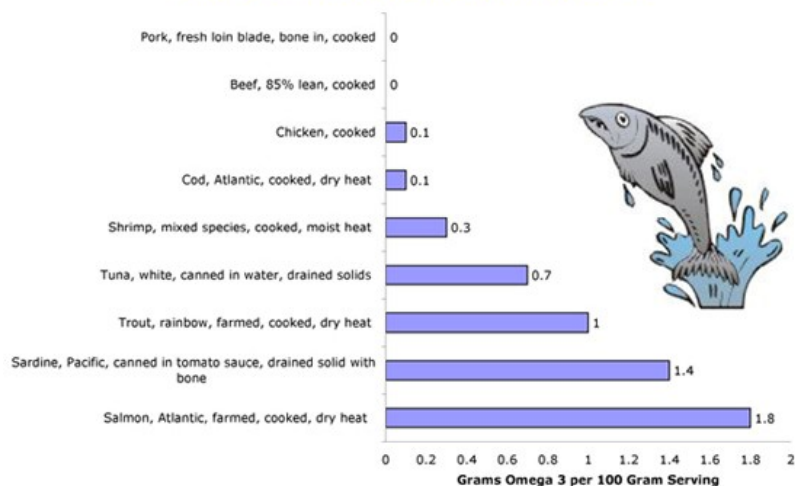 Pork, fresh loin blade, bone in, cooked
0
Beef, 85% lean, cooked
0
Chicken, cooked
0.1
Cod, Atlantic, cooked, dry heat
0.1
Shrimp, mixed species, cooked, moist heat
0.3
Tuna, white, canned in water, drained solids
0.7
Trout, rainbow, farmed, cooked, dry heat
1
Sardine, Pacific, canned in tomato sauce, drained solid with
bone
1.4
Salmon, Atlantic, farmed, cooked, dry heat
1.8
0 0.2 0.4 0.6 0.8 1 1.2 1.4 1.6 1.8 2
Grams Omega 3 per 100 Gram Serving